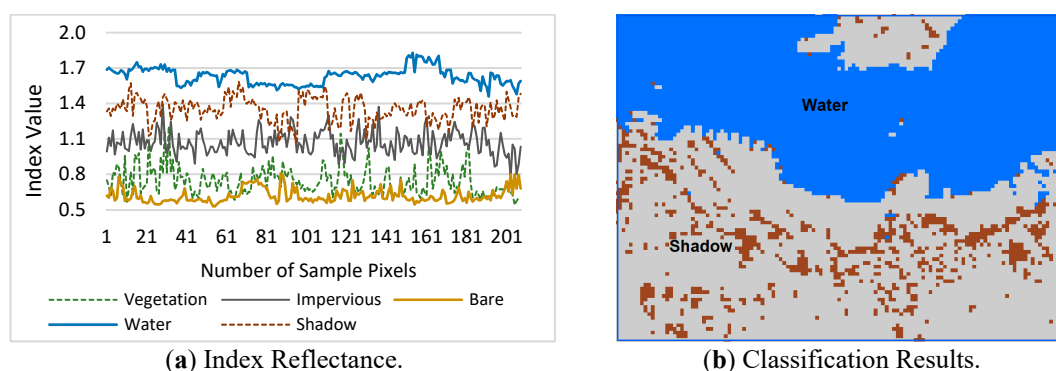 2.0
1.7
1.4
1.1
0.8
0.5
Index Value
1 21 41 61 81 101 121 141 161 181 201
Number of Sample Pixels
Vegetation Impervious Bare
Water Shadow
(a) Index Reflectance.
Water
Shadow
(b) Classification Results.